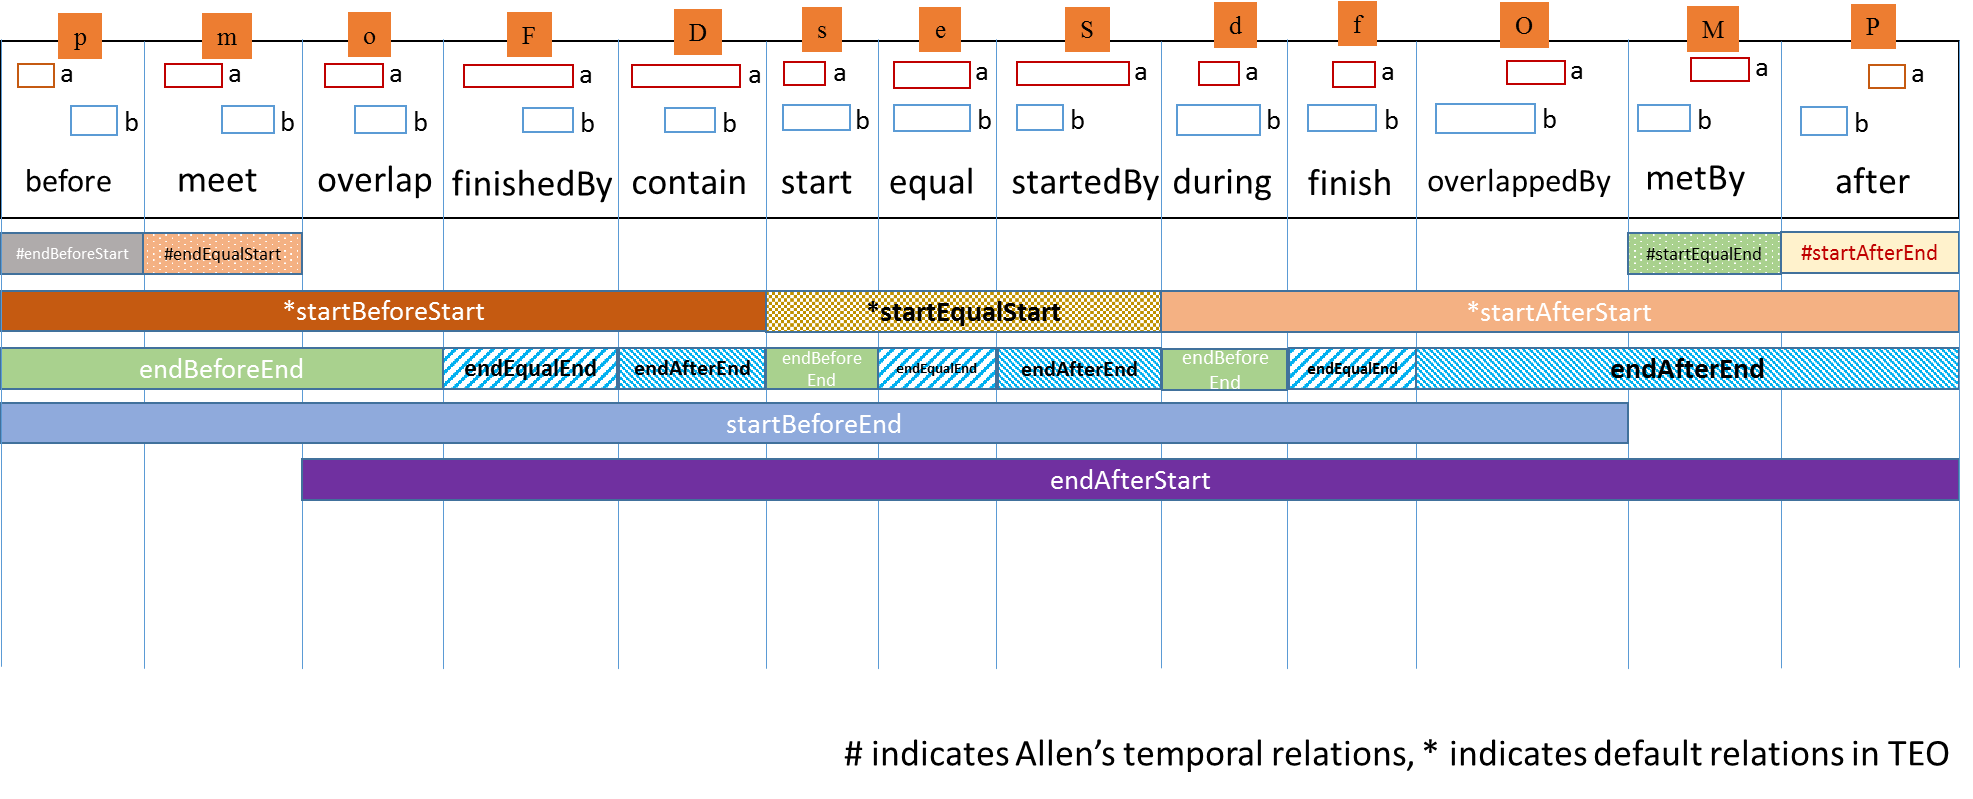 p m o F D s e S d f O M P
a a a a a a a a a a a a a
b b b b b b b b b b b b b
before meet overlap finishedBy contain start equal startedBy during finish overlappedBy metBy after
#endBeforeStart #endEqualStart #startEqualEnd #startAfterEnd
*startBeforeStart *startEqualStart *startAfterStart
endBeforeEnd endEqualEnd endAfterEnd endBefore End endEqualEnd endAfterEnd endBefore End endEqualEnd endAfterEnd
startBeforeEnd
endAfterStart
# indicates Allen’s temporal relations, * indicates default relations in TEO